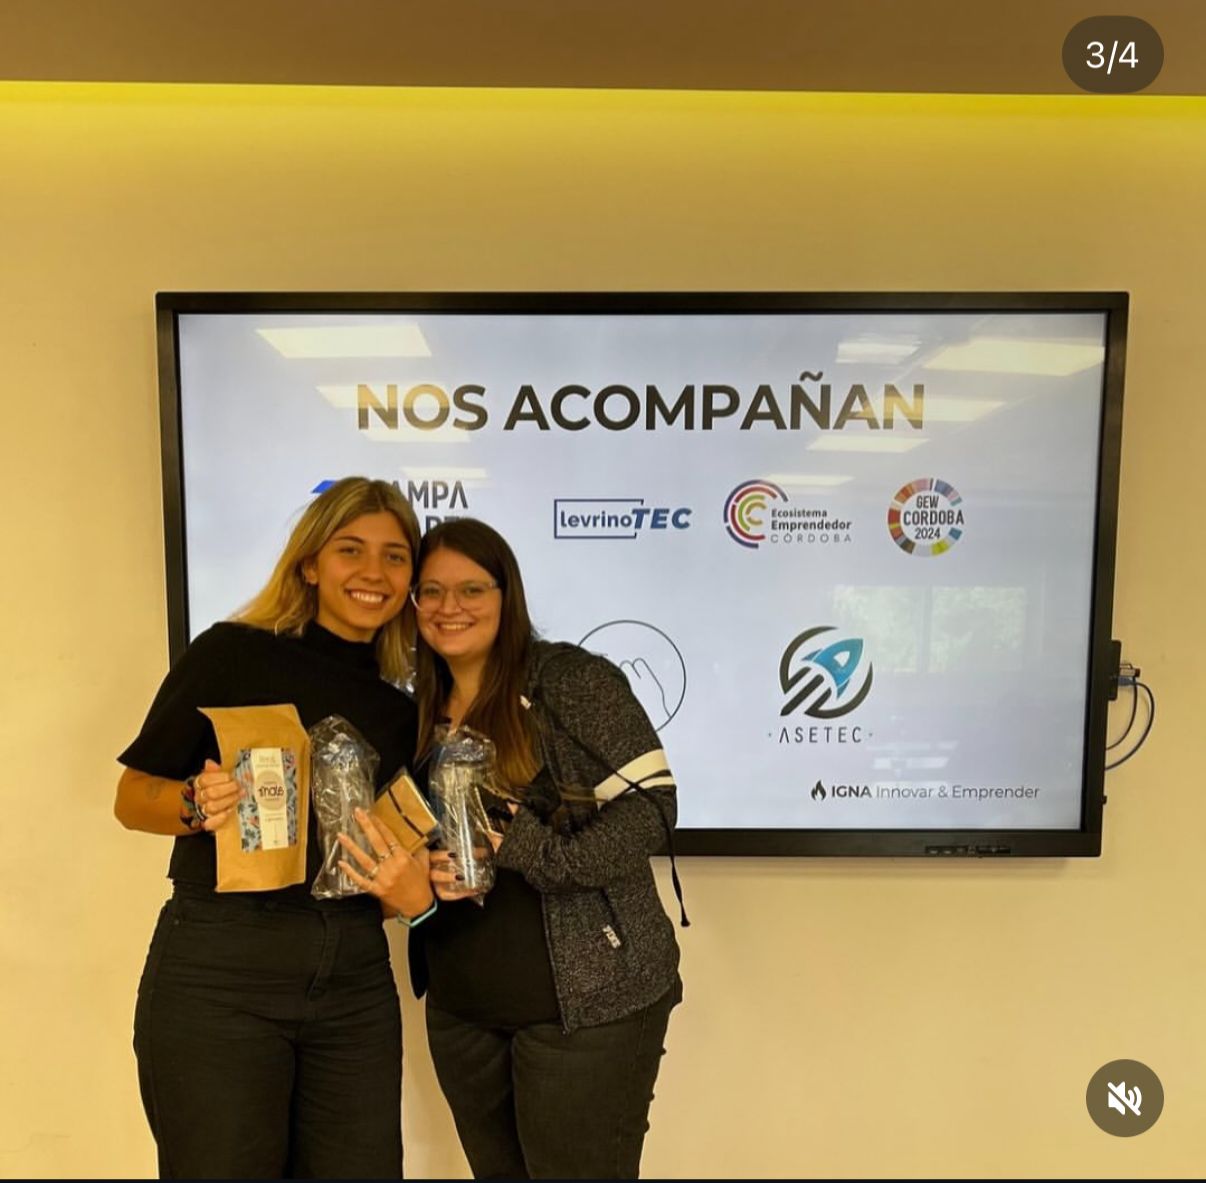 3/4
NOS ACOMPAÑAN
levrinoTEC
Ecosistema
Emprendedor
CÓRDOBA
GEW
CORDOBA
2024
·ASETEC·
IGNA Innovar & Emprender